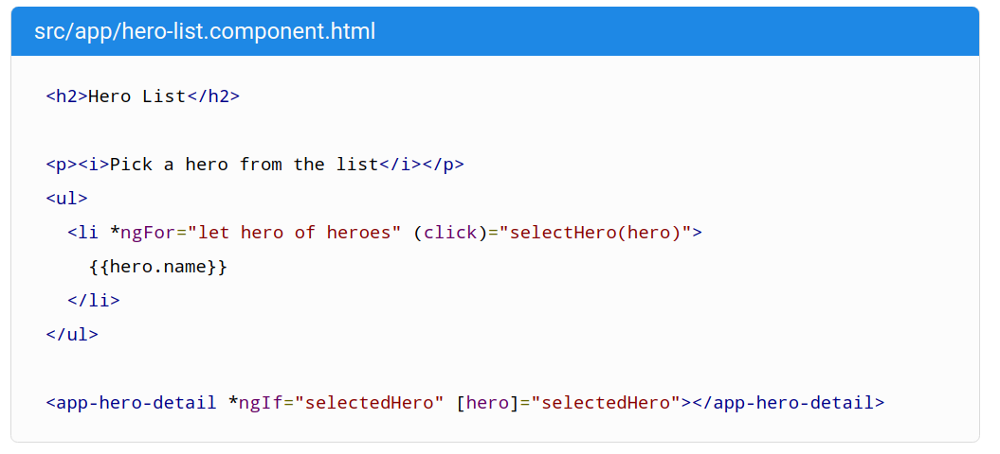 src/app/hero-list.component.html
<h2>Hero List</h2>
<p><i>Pick a hero from the list</i></p>
<ul>
<li *ngFor="let hero of heroes" (click)="selectHero(hero)">
{{hero.name}}
</li>
</ul>
<app-hero-detail *ngIf="selectedHero" [hero]="selectedHero"></app-hero-detail>